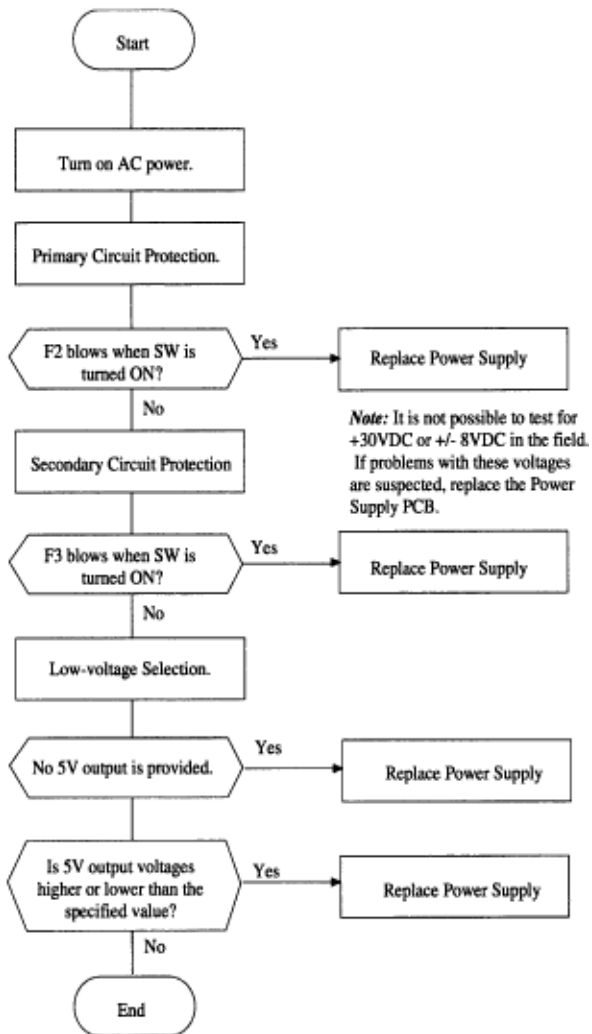 Start
Turn on AC power.
Primary Circuit Protection.
F2 blows when SW is
turned ON?
Yes
Replace Power Supply
No
Note: It is not possible to test for
+30VDC or +/- 8VDC in the field.
If problems with these voltages
are suspected, replace the Power
Supply PCB.
Secondary Circuit Protection
F3 blows when SW is
turned ON?
Yes
Replace Power Supply
No
Low-voltage Selection.
No 5V output is provided.
Yes
Replace Power Supply
Is 5V output voltages
higher or lower than the
specified value?
Yes
Replace Power Supply
No
End